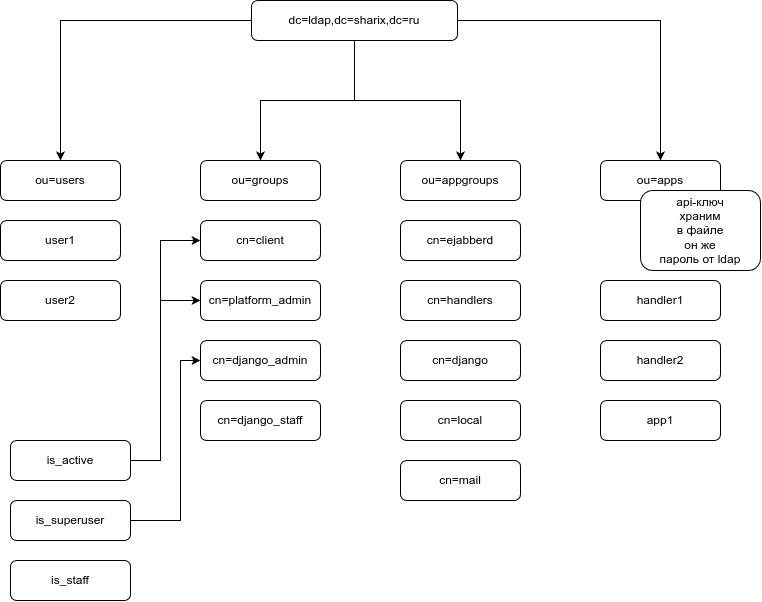 dc=ldap,dc=sharix,dc=ru
ou=users
ou=groups
ou=appgroups
ou=apps
api-ключ
храним
в файле
он же
пароль от ldap
user1
cn=client
cn=ejabberd
user2
cn=platform_admin
cn=handlers
handler1
cn=django_admin
cn=django
handler2
cn=django_staff
cn=local
app1
is_active
cn=mail
is_superuser
is_staff